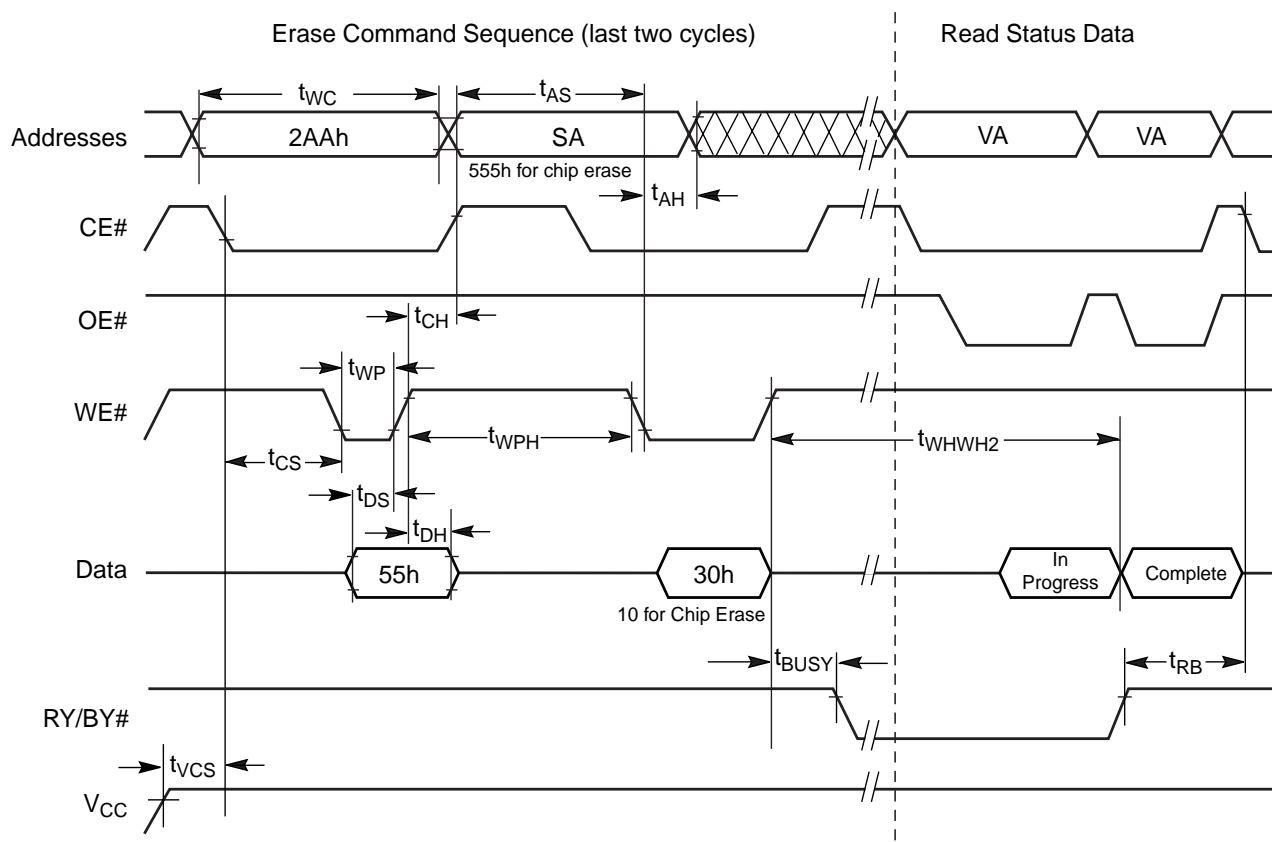 Erase Command Sequence (last two cycles) Read Status Data
tWC tAS
Addresses 2AAh SA VA VA
555h for chip erase
tAH
CE#
OE#
tCH
tWP
WE#
tWPH tWHWH2
tCS
tDS
tDH
Data 55h 30h In Progress Complete
10 for Chip Erase
tBUSY tRB
RY/BY#
tVCS
VCC